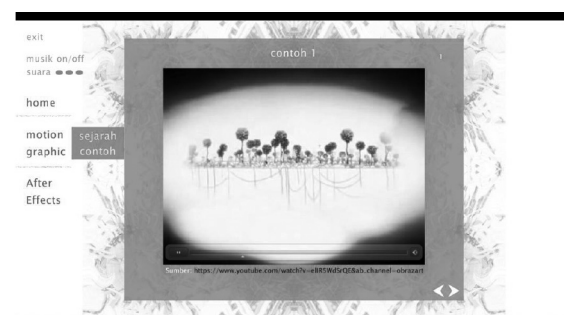 exit
musik on/off
suara
home
motion
graphic
sejarah
contoh
After
Effects
contoh 1
Sumber: https://www.youtube.com/watch?v=eRR5WdSrQE&ab_channel=obrazart